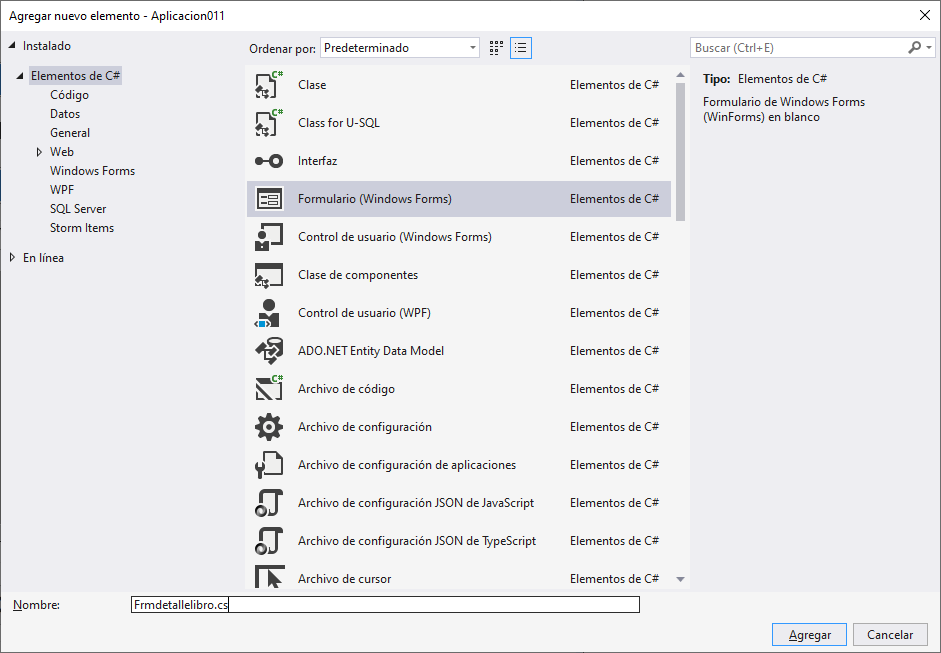 Agregar nuevo elemento - Aplicacion011
Instalado
Elementos de C#
Código
Datos
General
Web
Windows Forms
WPF
SQL Server
Storm Items
En línea
Ordenar por: Predeterminado
C# Clase Elementos de C#
C# Class for U-SQL Elementos de C#
Interfaz Elementos de C#
Formulario (Windows Forms) Elementos de C#
Control de usuario (Windows Forms) Elementos de C#
Clase de componentes Elementos de C#
Control de usuario (WPF) Elementos de C#
ADO.NET Entity Data Model Elementos de C#
C# Archivo de código Elementos de C#
Archivo de configuración Elementos de C#
Archivo de configuración de aplicaciones Elementos de C#
Archivo de configuración JSON de JavaScript Elementos de C#
Archivo de configuración JSON de TypeScript Elementos de C#
Archivo de cursor Elementos de C#
Buscar (Ctrl+E)
Tipo: Elementos de C#
Formulario de Windows Forms
(WinForms) en blanco
Nombre: Frmdetallelibro.cs
Agregar Cancelar